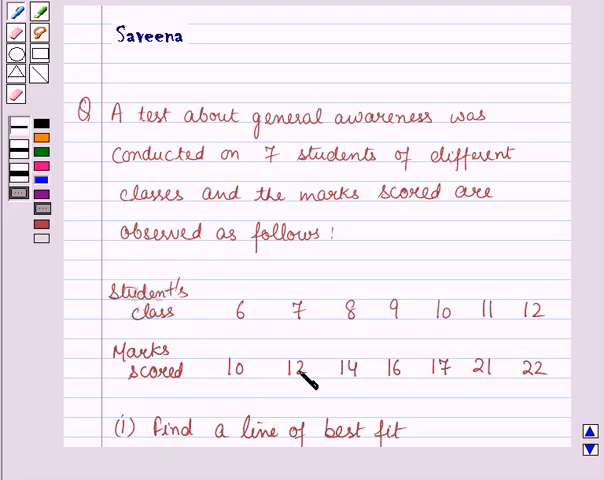 Saveena
Q A test about general awareness was
conducted on 7 students of different
classes and the marks scored are
observed as follows:
Student's
class 6 7 8 9 10 11 12
Marks
scored 10 12 14 16 17 21 22
(i) Find a line of best fit